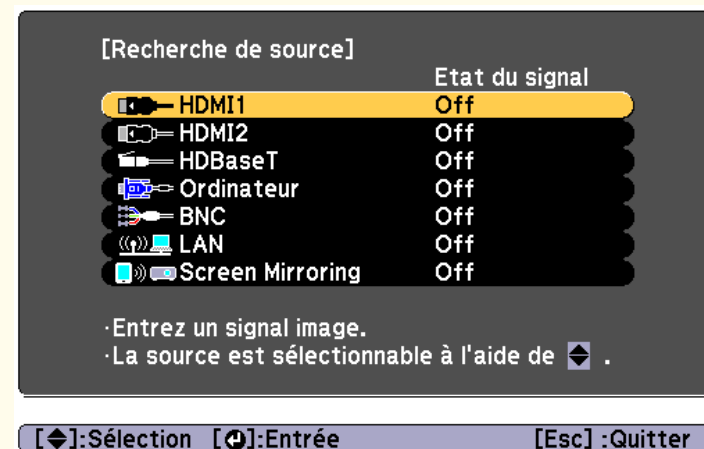 [Recherche de source]
Etat du signal
HDMI1 Off
HDMI2 Off
HDBaseT Off
Ordinateur Off
BNC Off
LAN Off
Screen Mirroring Off
·Entrez un signal image.
·La source est sélectionnable à l'aide de .
[]:Sélection []:Entrée [Esc] :Quitter